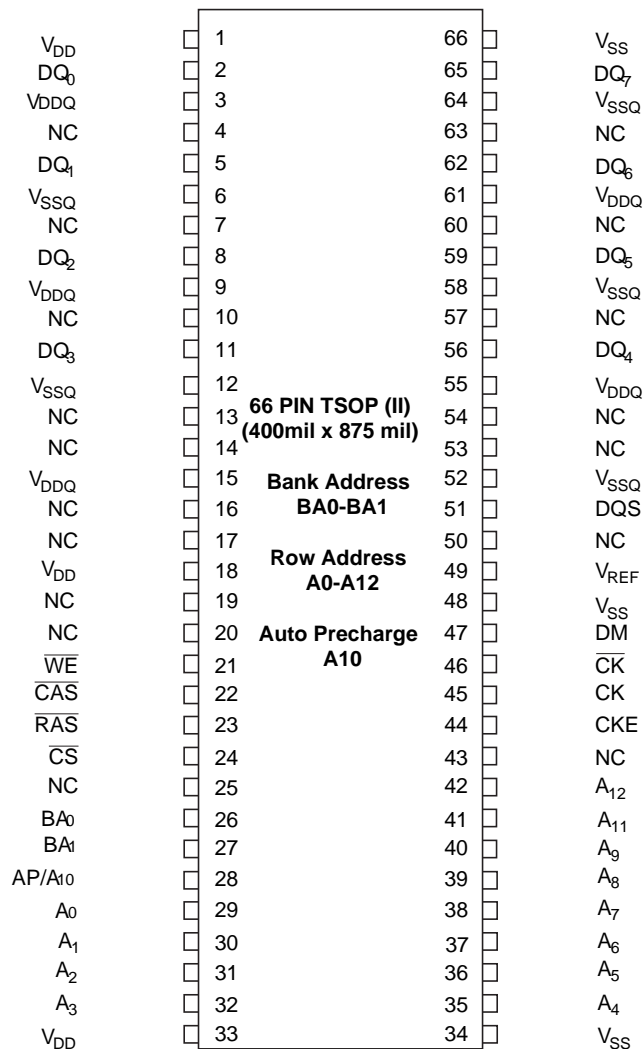 VDD 1 66 VSS
DQ0 2 65 DQ7
VDDQ 3 64 VSSQ
NC 4 63 NC
DQ1 5 62 DQ6
VSSQ 6 61 VDDQ
NC 7 60 NC
DQ2 8 59 DQ5
VDDQ 9 58 VSSQ
NC 10 57 NC
DQ3 11 56 DQ4
VSSQ 12 55 VDDQ
66 PIN TSOP (II)
NC 13 54 NC
(400mil x 875 mil)
NC 14 53 NC
VDDQ 15 Bank Address 52 VSSQ
NC 16 BA0-BA1 51 DQS
NC 17 50 NC
Row Address
VDD 18 49 VREF
A0-A12
NC 19 48 VSS
NC 20 Auto Precharge 47 DM
WE 21 A10 46 CK
CAS 22 45 CK
RAS 23 44 CKE
CS 24 43 NC
NC 25 42 A12
BA0 26 41 A11
BA1 27 40 A9
AP/A10 28 39 A8
A0 29 38 A7
A1 30 37 A6
A2 31 36 A5
A3 32 35 A4
VDD 33 34 VSS